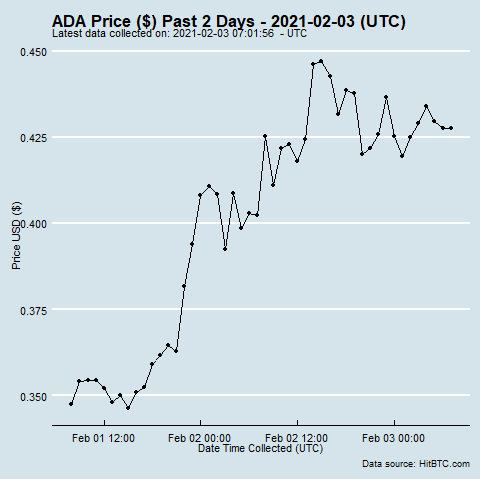 ADA Price ($) Past 2 Days - 2021-02-03 (UTC)
Latest data collected on: 2021-02-03 07:01:56  - UTC
0.450
0.425
0.400
0.375
0.350
Price USD ($)
Feb 01 12:00
Feb 02 00:00
Feb 02 12:00
Feb 03 00:00
Date Time Collected (UTC)
Data source: HitBTC.com